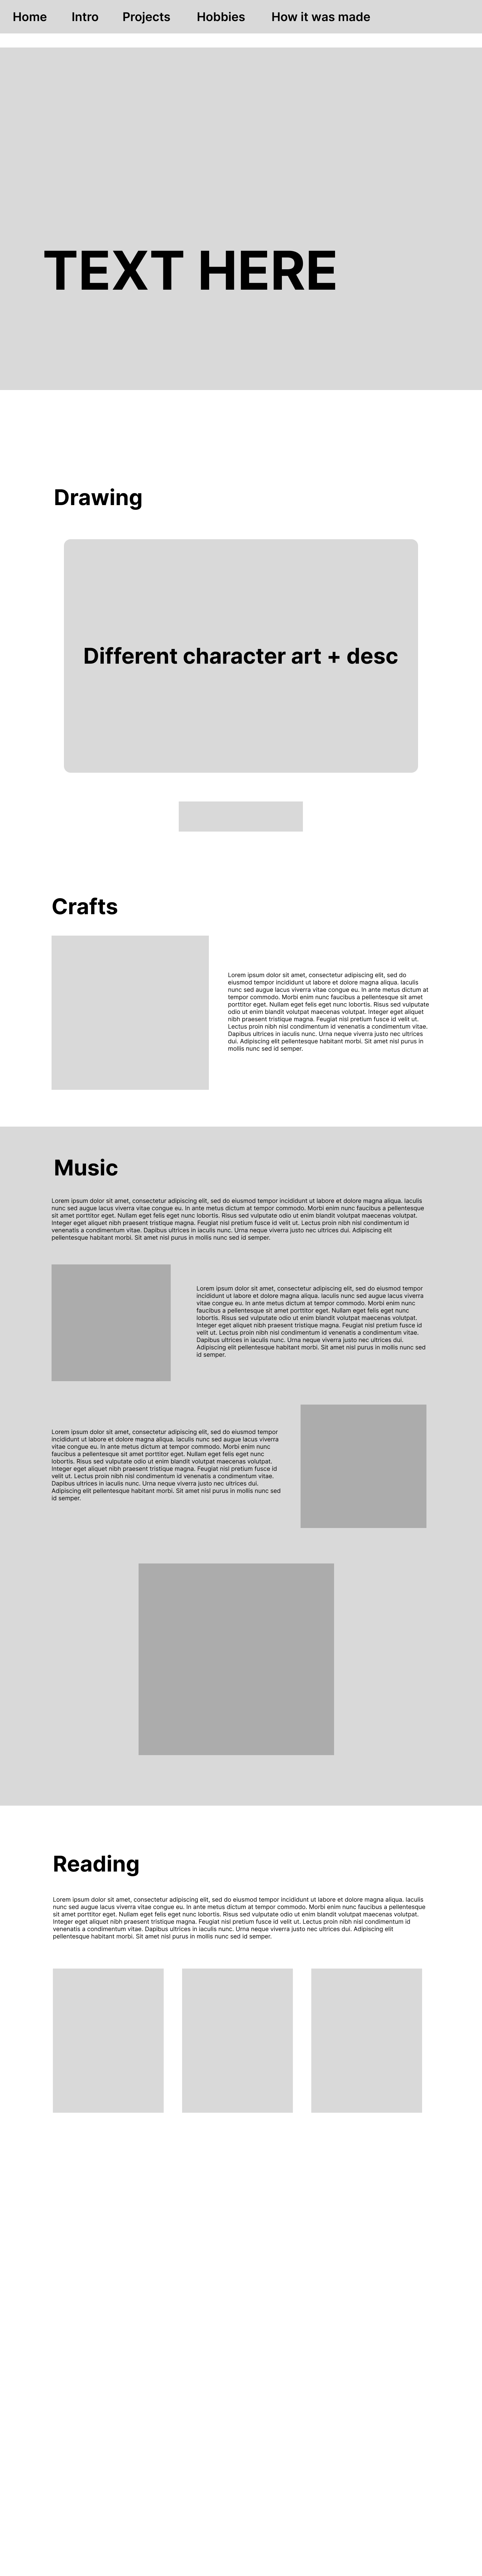 Home Intro Projects Hobbies How it was made
TEXT HERE
Drawing
Different character art + desc
Crafts
Lorem ipsum dolor sit amet, consectetur adipiscing elit, sed do
eiusmod tempor incididunt ut labore et dolore magna aliqua. Iaculis
nunc sed augue lacus viverra vitae congue eu. In ante metus dictum at
tempor commodo. Morbi enim nunc faucibus a pellentesque sit amet
porttitor eget. Nullam eget felis eget nunc lobortis. Risus sed vulputate
odio ut enim blandit volutpat maecenas volutpat. Integer eget aliquet
nibh praesent tristique magna. Feugiat nisl pretium fusce id velit ut.
Lectus proin nibh nisl condimentum id venenatis a condimentum vitae.
Dapibus ultrices in iaculis nunc. Urna neque viverra justo nec ultrices
dui. Adipiscing elit pellentesque habitant morbi. Sit amet nisl purus in
mollis nunc sed id semper.
Music
Lorem ipsum dolor sit amet, consectetur adipiscing elit, sed do eiusmod tempor incididunt ut labore et dolore magna aliqua. Iaculis
nunc sed augue lacus viverra vitae congue eu. In ante metus dictum at tempor commodo. Morbi enim nunc faucibus a pellentesque
sit amet porttitor eget. Nullam eget felis eget nunc lobortis. Risus sed vulputate odio ut enim blandit volutpat maecenas volutpat.
Integer eget aliquet nibh praesent tristique magna. Feugiat nisl pretium fusce id velit ut. Lectus proin nibh nisl condimentum id
venenatis a condimentum vitae. Dapibus ultrices in iaculis nunc. Urna neque viverra justo nec ultrices dui. Adipiscing elit
pellentesque habitant morbi. Sit amet nisl purus in mollis nunc sed id semper.
Lorem ipsum dolor sit amet, consectetur adipiscing elit, sed do eiusmod tempor
incididunt ut labore et dolore magna aliqua. Iaculis nunc sed augue lacus viverra
vitae congue eu. In ante metus dictum at tempor commodo. Morbi enim nunc
faucibus a pellentesque sit amet porttitor eget. Nullam eget felis eget nunc
lobortis. Risus sed vulputate odio ut enim blandit volutpat maecenas volutpat.
Integer eget aliquet nibh praesent tristique magna. Feugiat nisl pretium fusce id
velit ut. Lectus proin nibh nisl condimentum id venenatis a condimentum vitae.
Dapibus ultrices in iaculis nunc. Urna neque viverra justo nec ultrices dui.
Adipiscing elit pellentesque habitant morbi. Sit amet nisl purus in mollis nunc sed
id semper.
Lorem ipsum dolor sit amet, consectetur adipiscing elit, sed do eiusmod tempor
incididunt ut labore et dolore magna aliqua. Iaculis nunc sed augue lacus viverra
vitae congue eu. In ante metus dictum at tempor commodo. Morbi enim nunc
faucibus a pellentesque sit amet porttitor eget. Nullam eget felis eget nunc
lobortis. Risus sed vulputate odio ut enim blandit volutpat maecenas volutpat.
Integer eget aliquet nibh praesent tristique magna. Feugiat nisl pretium fusce id
velit ut. Lectus proin nibh nisl condimentum id venenatis a condimentum vitae.
Dapibus ultrices in iaculis nunc. Urna neque viverra justo nec ultrices dui.
Adipiscing elit pellentesque habitant morbi. Sit amet nisl purus in mollis nunc sed
id semper.
Reading
Lorem ipsum dolor sit amet, consectetur adipiscing elit, sed do eiusmod tempor incididunt ut labore et dolore magna aliqua. Iaculis
nunc sed augue lacus viverra vitae congue eu. In ante metus dictum at tempor commodo. Morbi enim nunc faucibus a pellentesque
sit amet porttitor eget. Nullam eget felis eget nunc lobortis. Risus sed vulputate odio ut enim blandit volutpat maecenas volutpat.
Integer eget aliquet nibh praesent tristique magna. Feugiat nisl pretium fusce id velit ut. Lectus proin nibh nisl condimentum id
venenatis a condimentum vitae. Dapibus ultrices in iaculis nunc. Urna neque viverra justo nec ultrices dui. Adipiscing elit
pellentesque habitant morbi. Sit amet nisl purus in mollis nunc sed id semper.